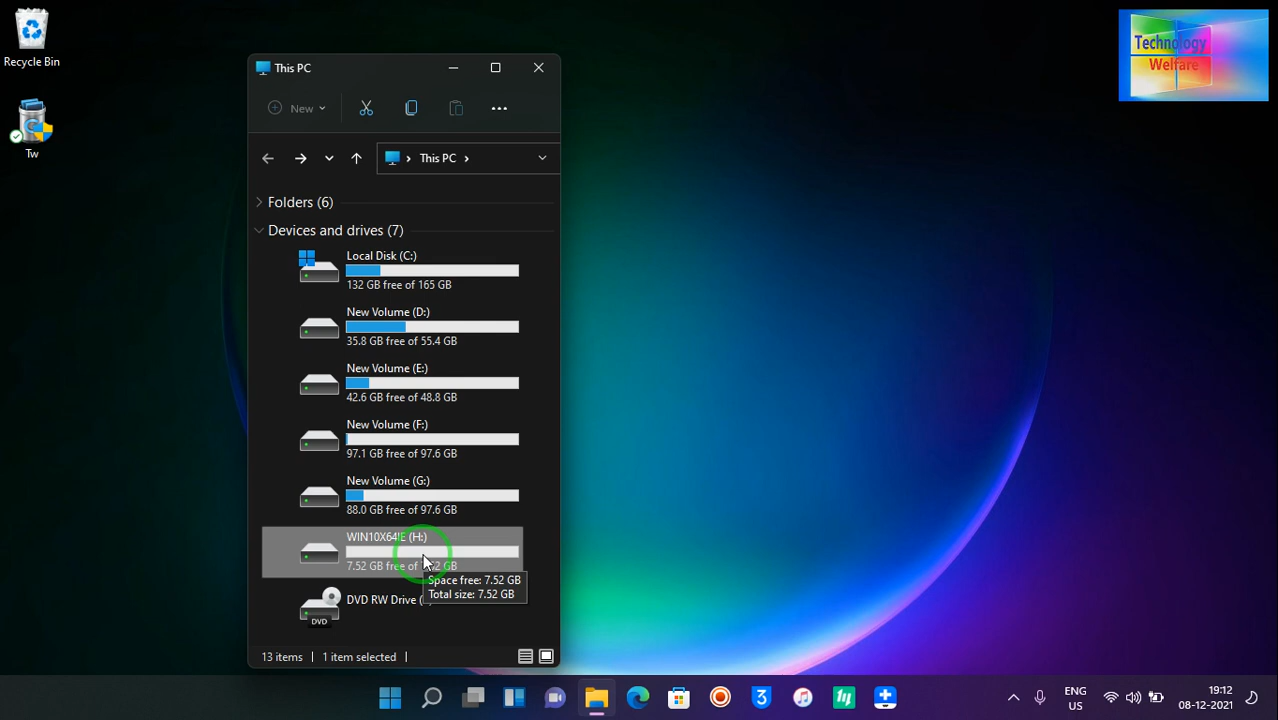 Recycle Bin
Tw
Technology
Welfare
This PC
New
This PC
Folders (6)
Devices and drives (7)
Local Disk (C:)
132 GB free of 165 GB
New Volume (D:)
35.8 GB free of 55.4 GB
New Volume (E:)
42.6 GB free of 48.8 GB
New Volume (F:)
97.1 GB free of 97.6 GB
New Volume (G:)
88.0 GB free of 97.6 GB
WIN10X64!E (H:)
7.52 GB free of 7.52 GB
Space free: 7.52 GB
Total size: 7.52 GB
DVD RW Drive (
DVD
13 items
1 item selected
ENG
US
19:12
08-12-2021